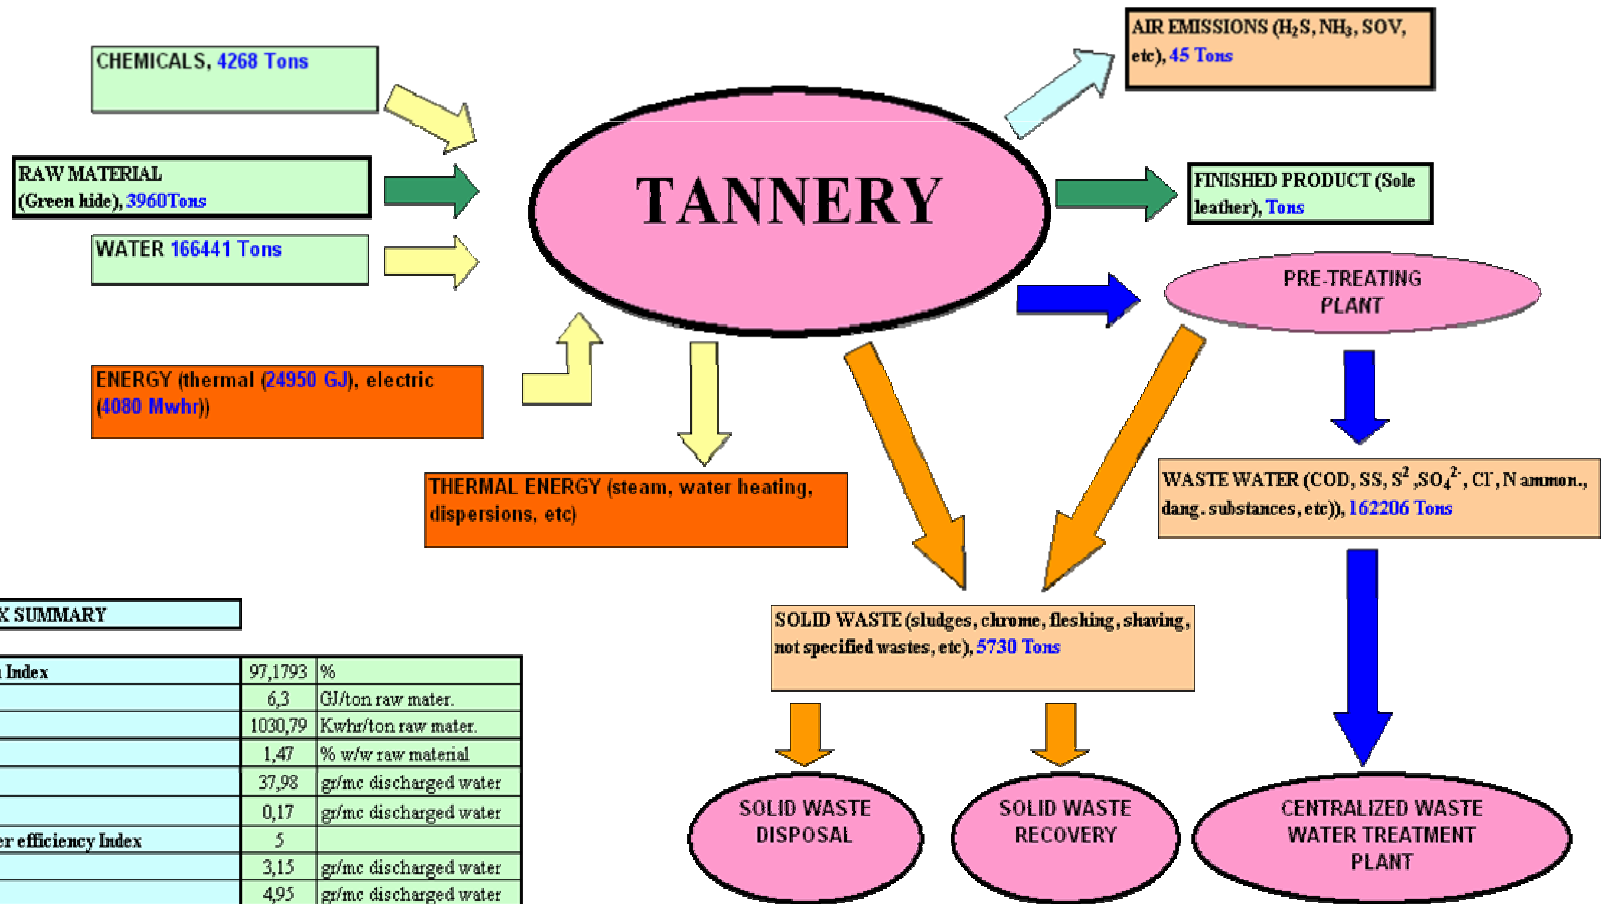 AIR EMISSIONS (H₂S, NH₃, SOV,
etc), 45 Tons
CHEMICALS, 4268 Tons
RAW MATERIAL
(Green hide), 3960Tons
TANNERY
FINISHED PRODUCT (Sole
leather), Tons
WATER 166441 Tons
PRE-TREATING
PLANT
ENERGY (thermal (24950 GJ), electric
(4080 Mwhr))
THERMAL ENERGY (steam, water heating,
dispersions, etc)
WASTE WATER (COD, SS, S², SO₄²⁻, Cl⁻, N ammon.,
dang. substances, etc)), 162206 Tons
SOLID WASTE (sludges, chrome, fleshing, shaving,
not specified wastes, etc), 5730 Tons
SOLID WASTE
DISPOSAL
SOLID WASTE
RECOVERY
CENTRALIZED WASTE
WATER TREATMENT
PLANT
X SUMMARY
Index 97,1793 %
6,3 GJ/ton raw mater.
1030,79 Kwhr/ton raw mater.
1,47 % w/w raw material
37,98 gr/mc discharged water
0,17 gr/mc discharged water
er efficiency Index 5
3,15 gr/mc discharged water
4,95 gr/mc discharged water